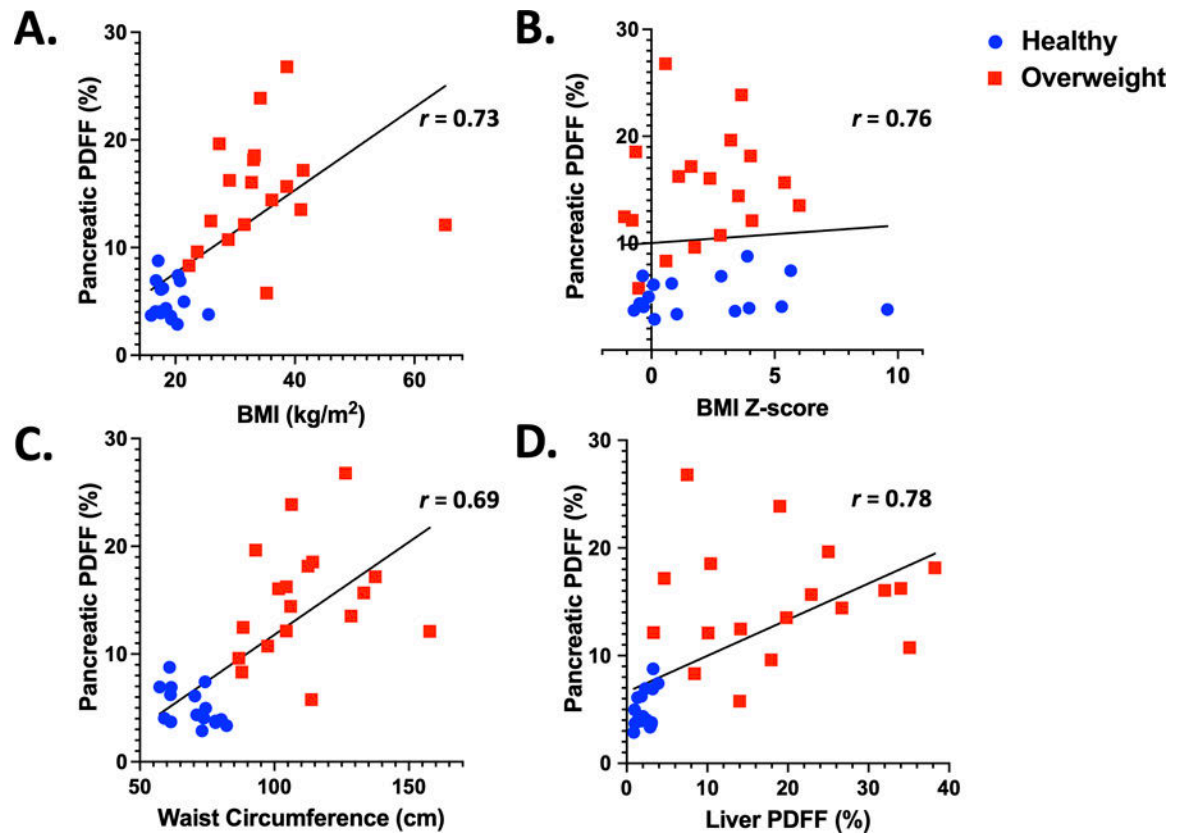 A.
Pancreatic PDFF (%)
30
20
10
0
r = 0.73
20
40
60
BMI (kg/m²)
B.
Pancreatic PDFF (%)
30
20
10
r = 0.76
0
5
10
BMI Z-score
Healthy
Overweight
C.
Pancreatic PDFF (%)
30
20
10
0
r = 0.69
50
100
150
Waist Circumference (cm)
D.
Pancreatic PDFF (%)
30
20
10
0
r = 0.78
0
10
20
30
40
Liver PDFF (%)